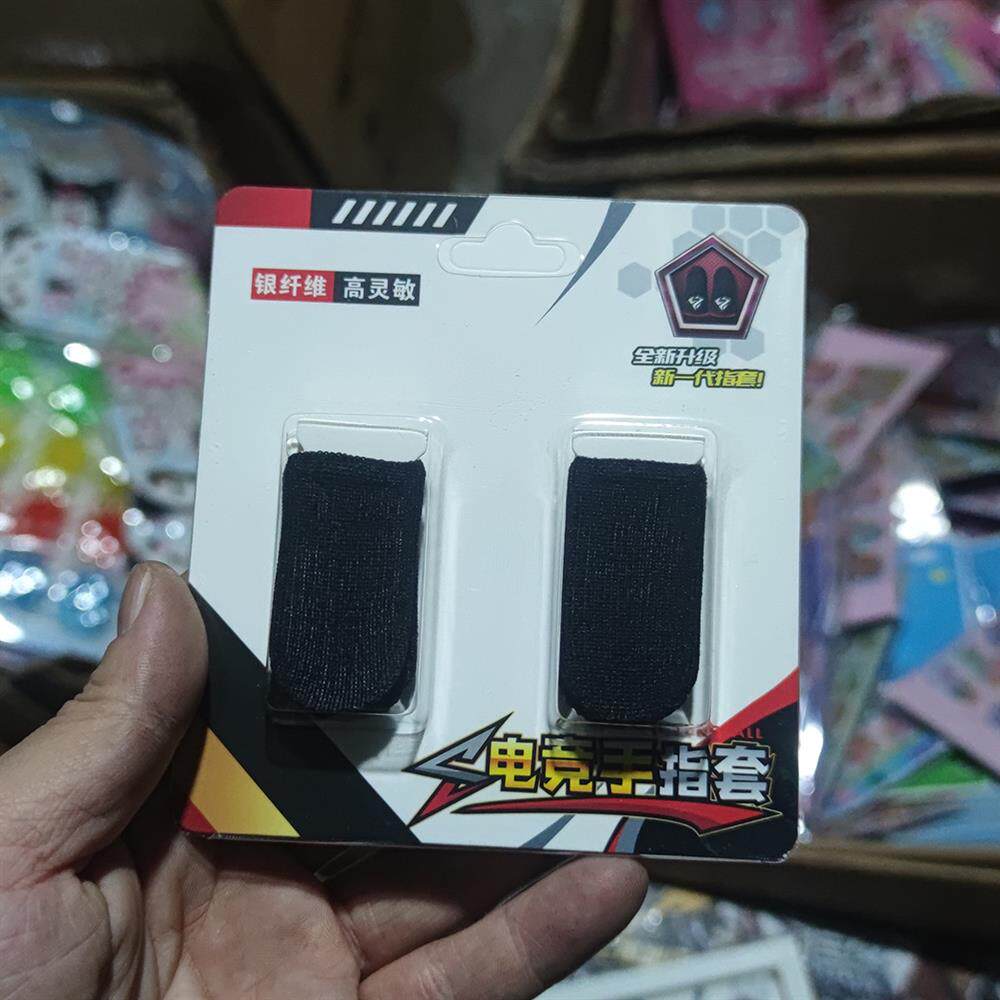 银纤维 高灵敏
全新升级
新一代指套!
电竞手指套